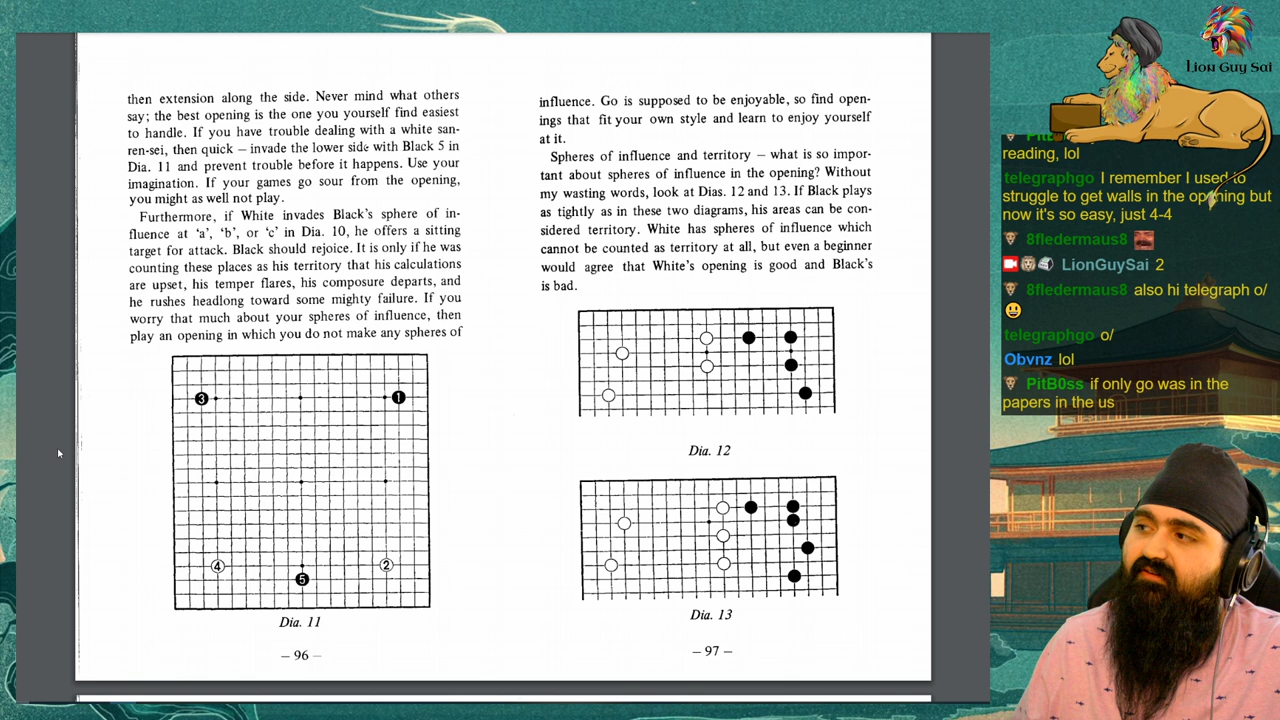 then extension along the side. Never mind what others
say; the best opening is the one you yourself find easiest
to handle. If you have trouble dealing with a white san-
ren-sei, then quick – invade the lower side with Black 5 in
Dia. 11 and prevent trouble before it happens. Use your
imagination. If your games go sour from the opening,
you might as well not play.
Furthermore, if White invades Black's sphere of in-
fluence at 'a', 'b', or 'c' in Dia. 10, he offers a sitting
target for attack. Black should rejoice. It is only if he was
counting these places as his territory that his calculations
are upset, his temper flares, his composure departs, and
he rushes headlong toward some mighty failure. If you
worry that much about your spheres of influence, then
play an opening in which you do not make any spheres of
3
1
4
2
5
Dia. 11
– 96 –
influence. Go is supposed to be enjoyable, so find open-
ings that fit your own style and learn to enjoy yourself
at it.
Spheres of influence and territory – what is so impor-
tant about spheres of influence in the opening? Without
my wasting words, look at Dias. 12 and 13. If Black plays
as tightly as in these two diagrams, his areas can be con-
sidered territory. White has spheres of influence which
cannot be counted as territory at all, but even a beginner
would agree that White's opening is good and Black's
is bad.
Dia. 12
Dia. 13
– 97 –
Lion Guy Sai
reading, lol
telegraphgo I remember I used to
struggle to get walls in the opening but
now it's so easy, just 4-4
8fledermaus8
LionGuySai 2
8fledermaus8 also hi telegraph o/
telegraphgo o/
Obvnz lol
PitB0ss if only go was in the
papers in the us